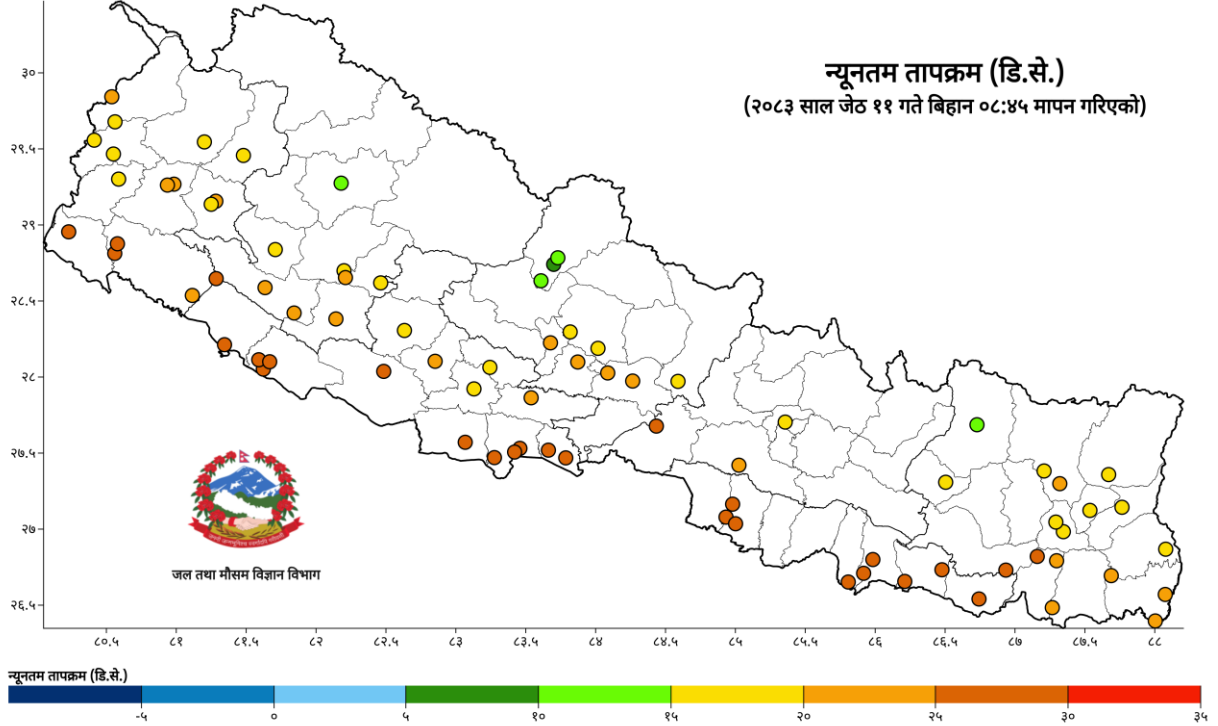 न्यूनतम तापक्रम (डि.से.)
(२०८३ साल जेठ ११ गते बिहान ०८:४५ मापन गरिएको)
३०
२९.५
२९
२८.५
२८
२७.५
२७
२६.५
८०.५ ८१ ८१.५ ८२ ८२.५ ८३ ८३.५ ८४ ८४.५ ८५ ८५.५ ८६ ८६.५ ८७ ८७.५ ८८
जल तथा मौसम विज्ञान विभाग
न्यूनतम तापक्रम (डि.से.)
-५ ० ५ १० १५ २० २५ ३० ३५